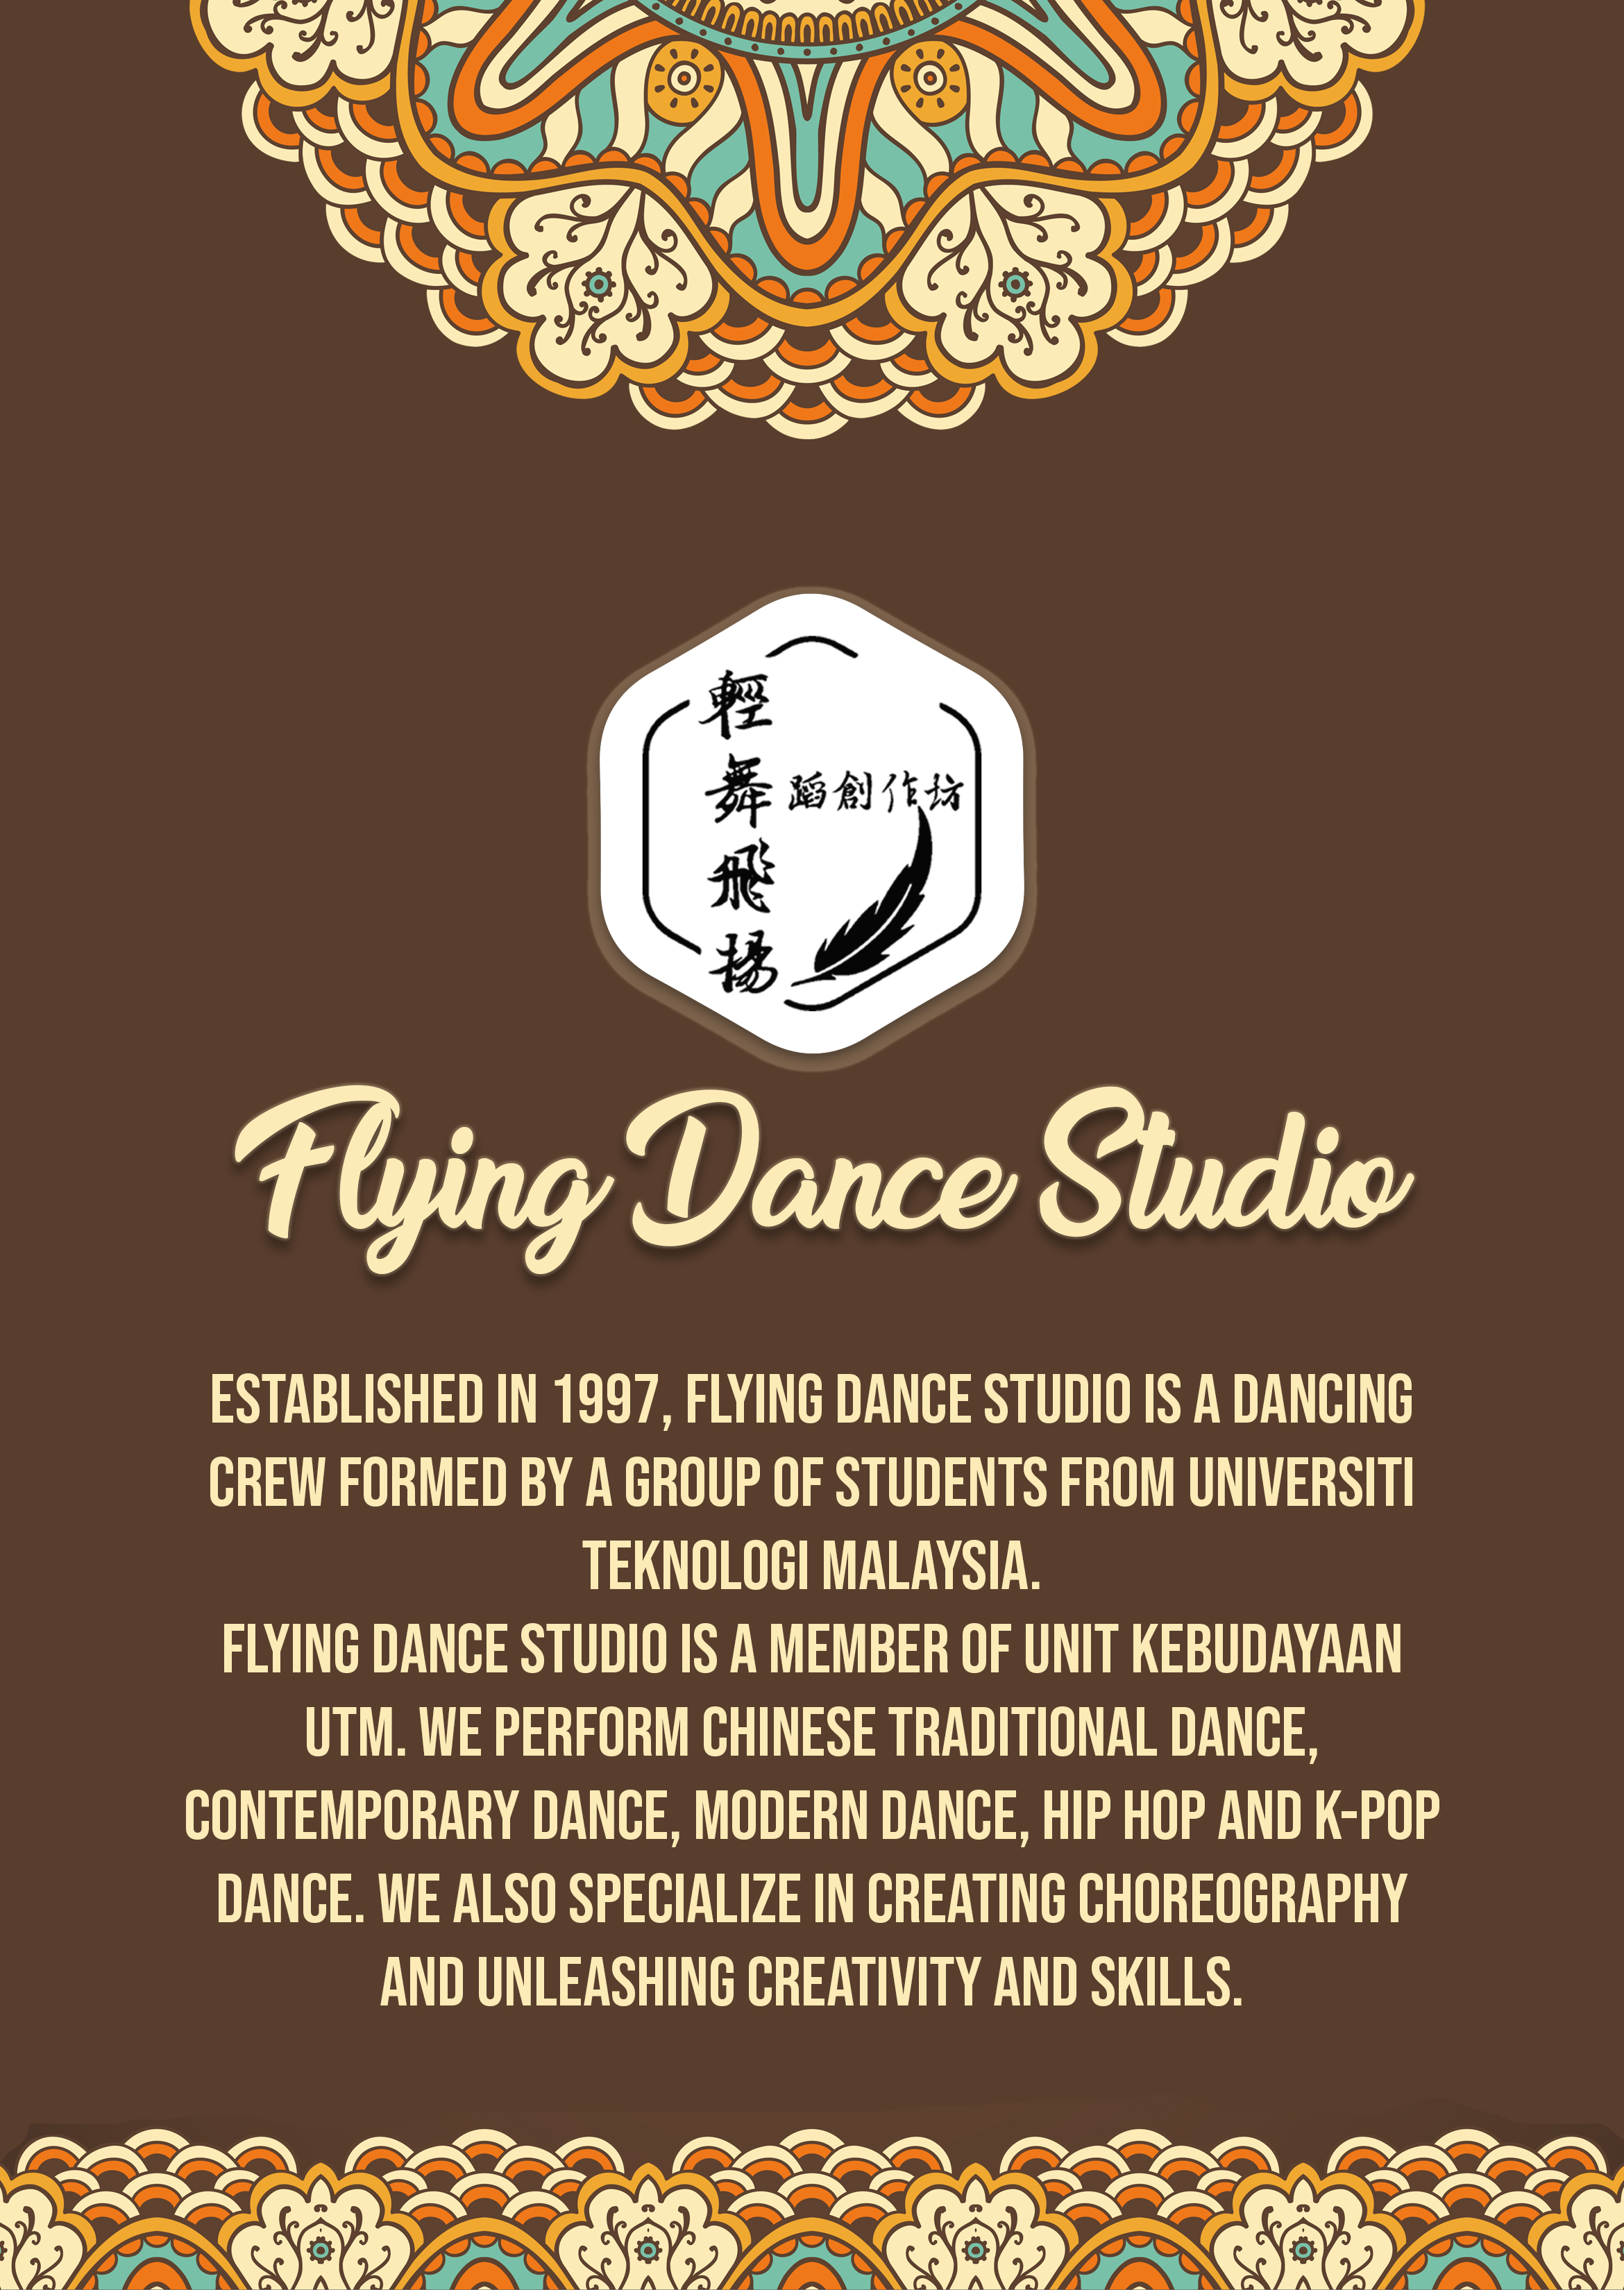 輕舞飛揚
蹈創作坊
Flying Dance Studio
ESTABLISHED IN 1997, FLYING DANCE STUDIO IS A DANCING
CREW FORMED BY A GROUP OF STUDENTS FROM UNIVERSITI
TEKNOLOGI MALAYSIA.
FLYING DANCE STUDIO IS A MEMBER OF UNIT KEBUDAYAAN
UTM. WE PERFORM CHINESE TRADITIONAL DANCE,
CONTEMPORARY DANCE, MODERN DANCE, HIP HOP AND K-POP
DANCE. WE ALSO SPECIALIZE IN CREATING CHOREOGRAPHY
AND UNLEASHING CREATIVITY AND SKILLS.